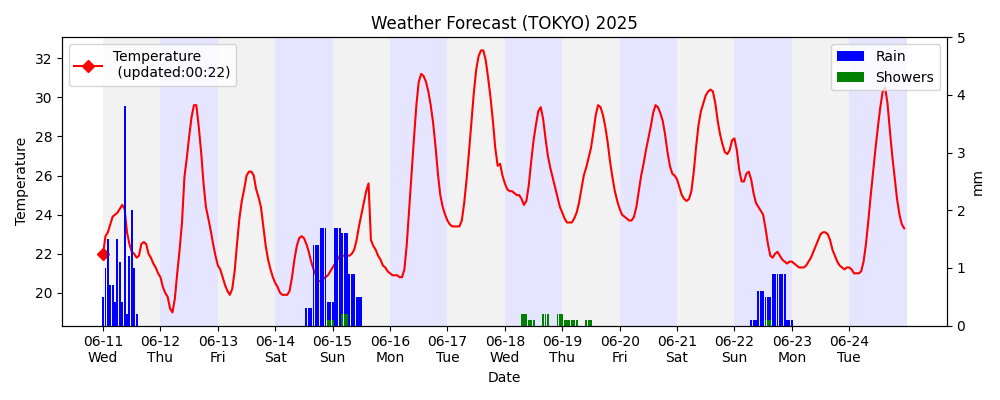 Weather Forecast (TOKYO) 2025
Temperature
(updated:00:22)
Rain
Showers
Temperature
32
30
28
26
24
22
20
5
4
3
2
1
0
mm
06-11 06-12 06-13 06-14 06-15 06-16 06-17 06-18 06-19 06-20 06-21 06-22 06-23 06-24
Wed Thu Fri Sat Sun Mon Tue Wed Thu Fri Sat Sun Mon Tue
Date